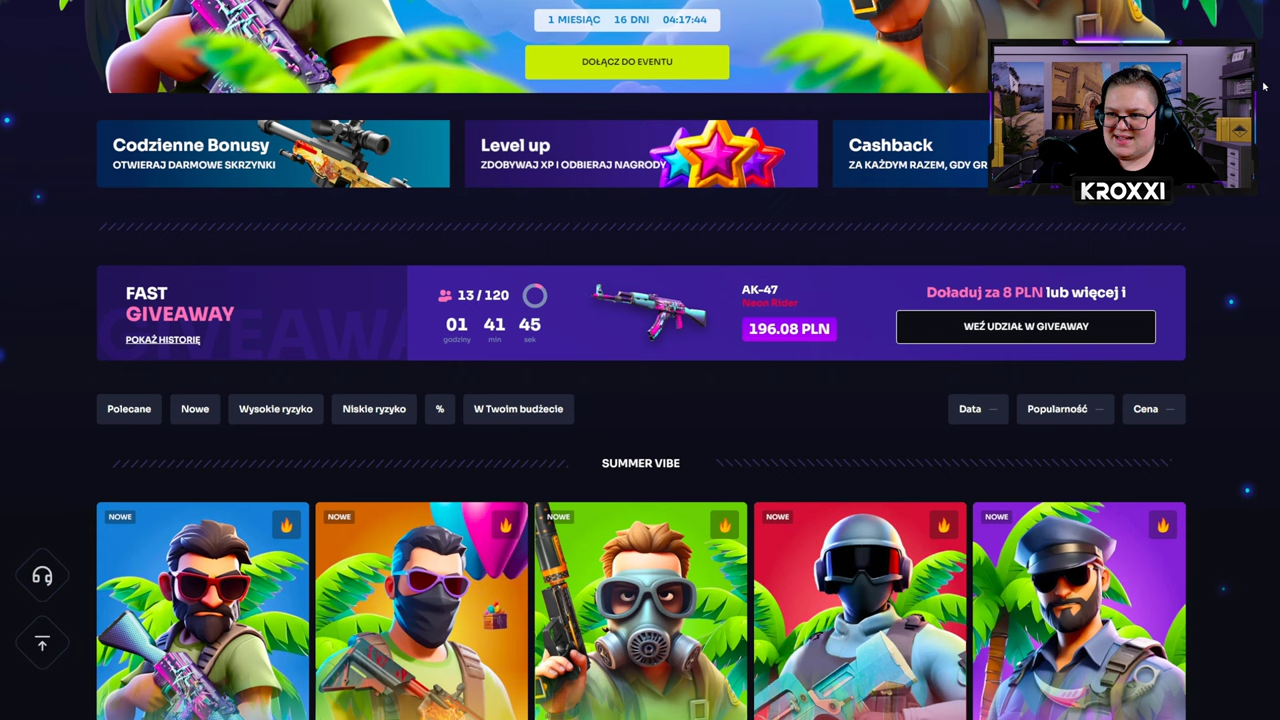 1 MIESIĄC 16 DNI 04:17:44
DOŁĄCZ DO EVENTU
Codzienne Bonusy
OTWIERAJ DARMOWE SKRZYNKI
Level up
ZDOBYWAJ XP I ODBIERAJ NAGRODY
Cashback
ZA KAŻDYM RAZEM, GDY GR
KROXXI
FAST
GIVEAWAY
POKAŻ HISTORIĘ
13 / 120
01 41 45
godziny min sek
AK-47
Neon Rider
196.08 PLN
Doładuj za 8 PLN lub więcej i
WEŹ UDZIAŁ W GIVEAWAY
Polecane
Nowe
Wysokie ryzyko
Niskie ryzyko
%
W Twoim budżecie
Data
Popularność
Cena
SUMMER VIBE
NOWE
NOWE
NOWE
NOWE
NOWE